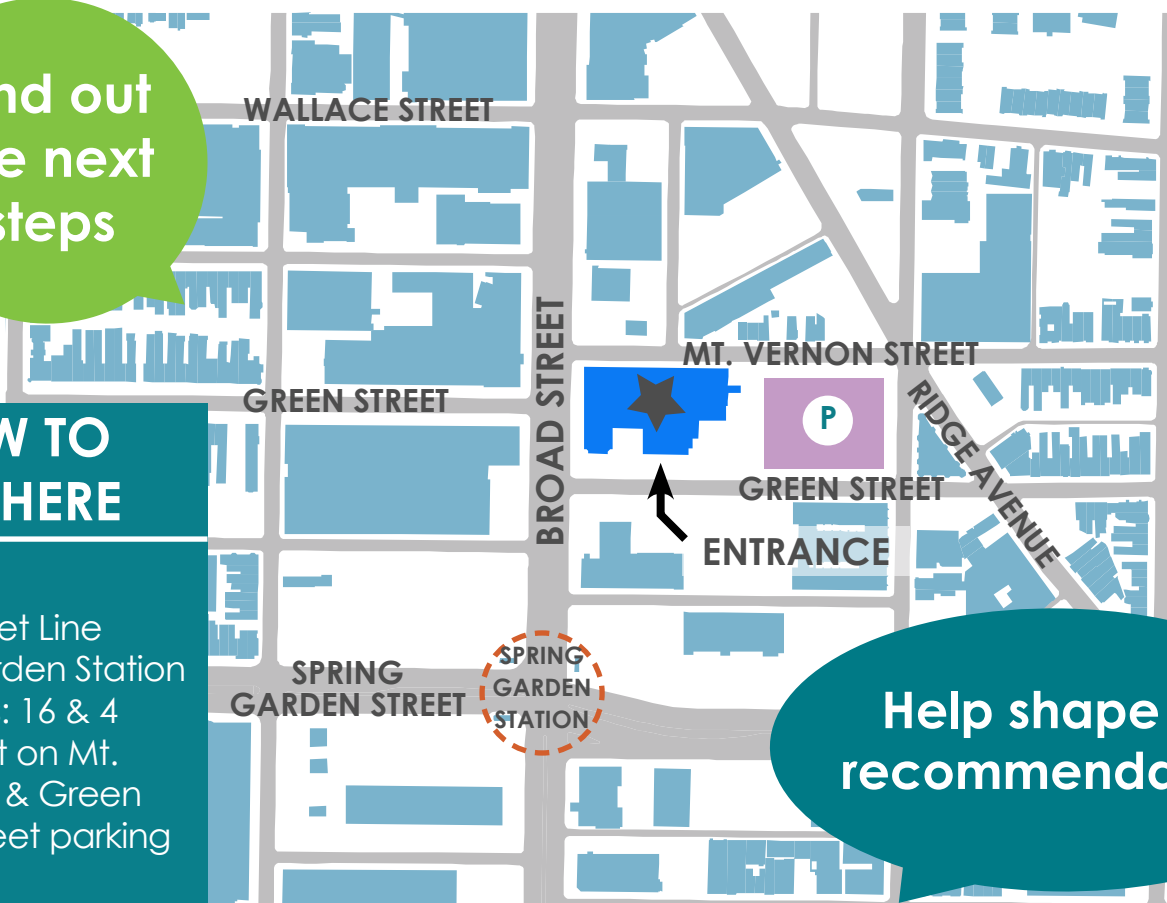 nd out
e next
steps
WALLACE STREET
BROAD STREET
MT. VERNON STREET
GREEN STREET
P
RIDGE AVENUE
GREEN STREET
ENTRANCE
W TO
HERE
et Line
rden Station
: 16 & 4
t on Mt.
& Green
eet parking
SPRING
GARDEN STREET
SPRING
GARDEN
STATION
Help shape
recommenda